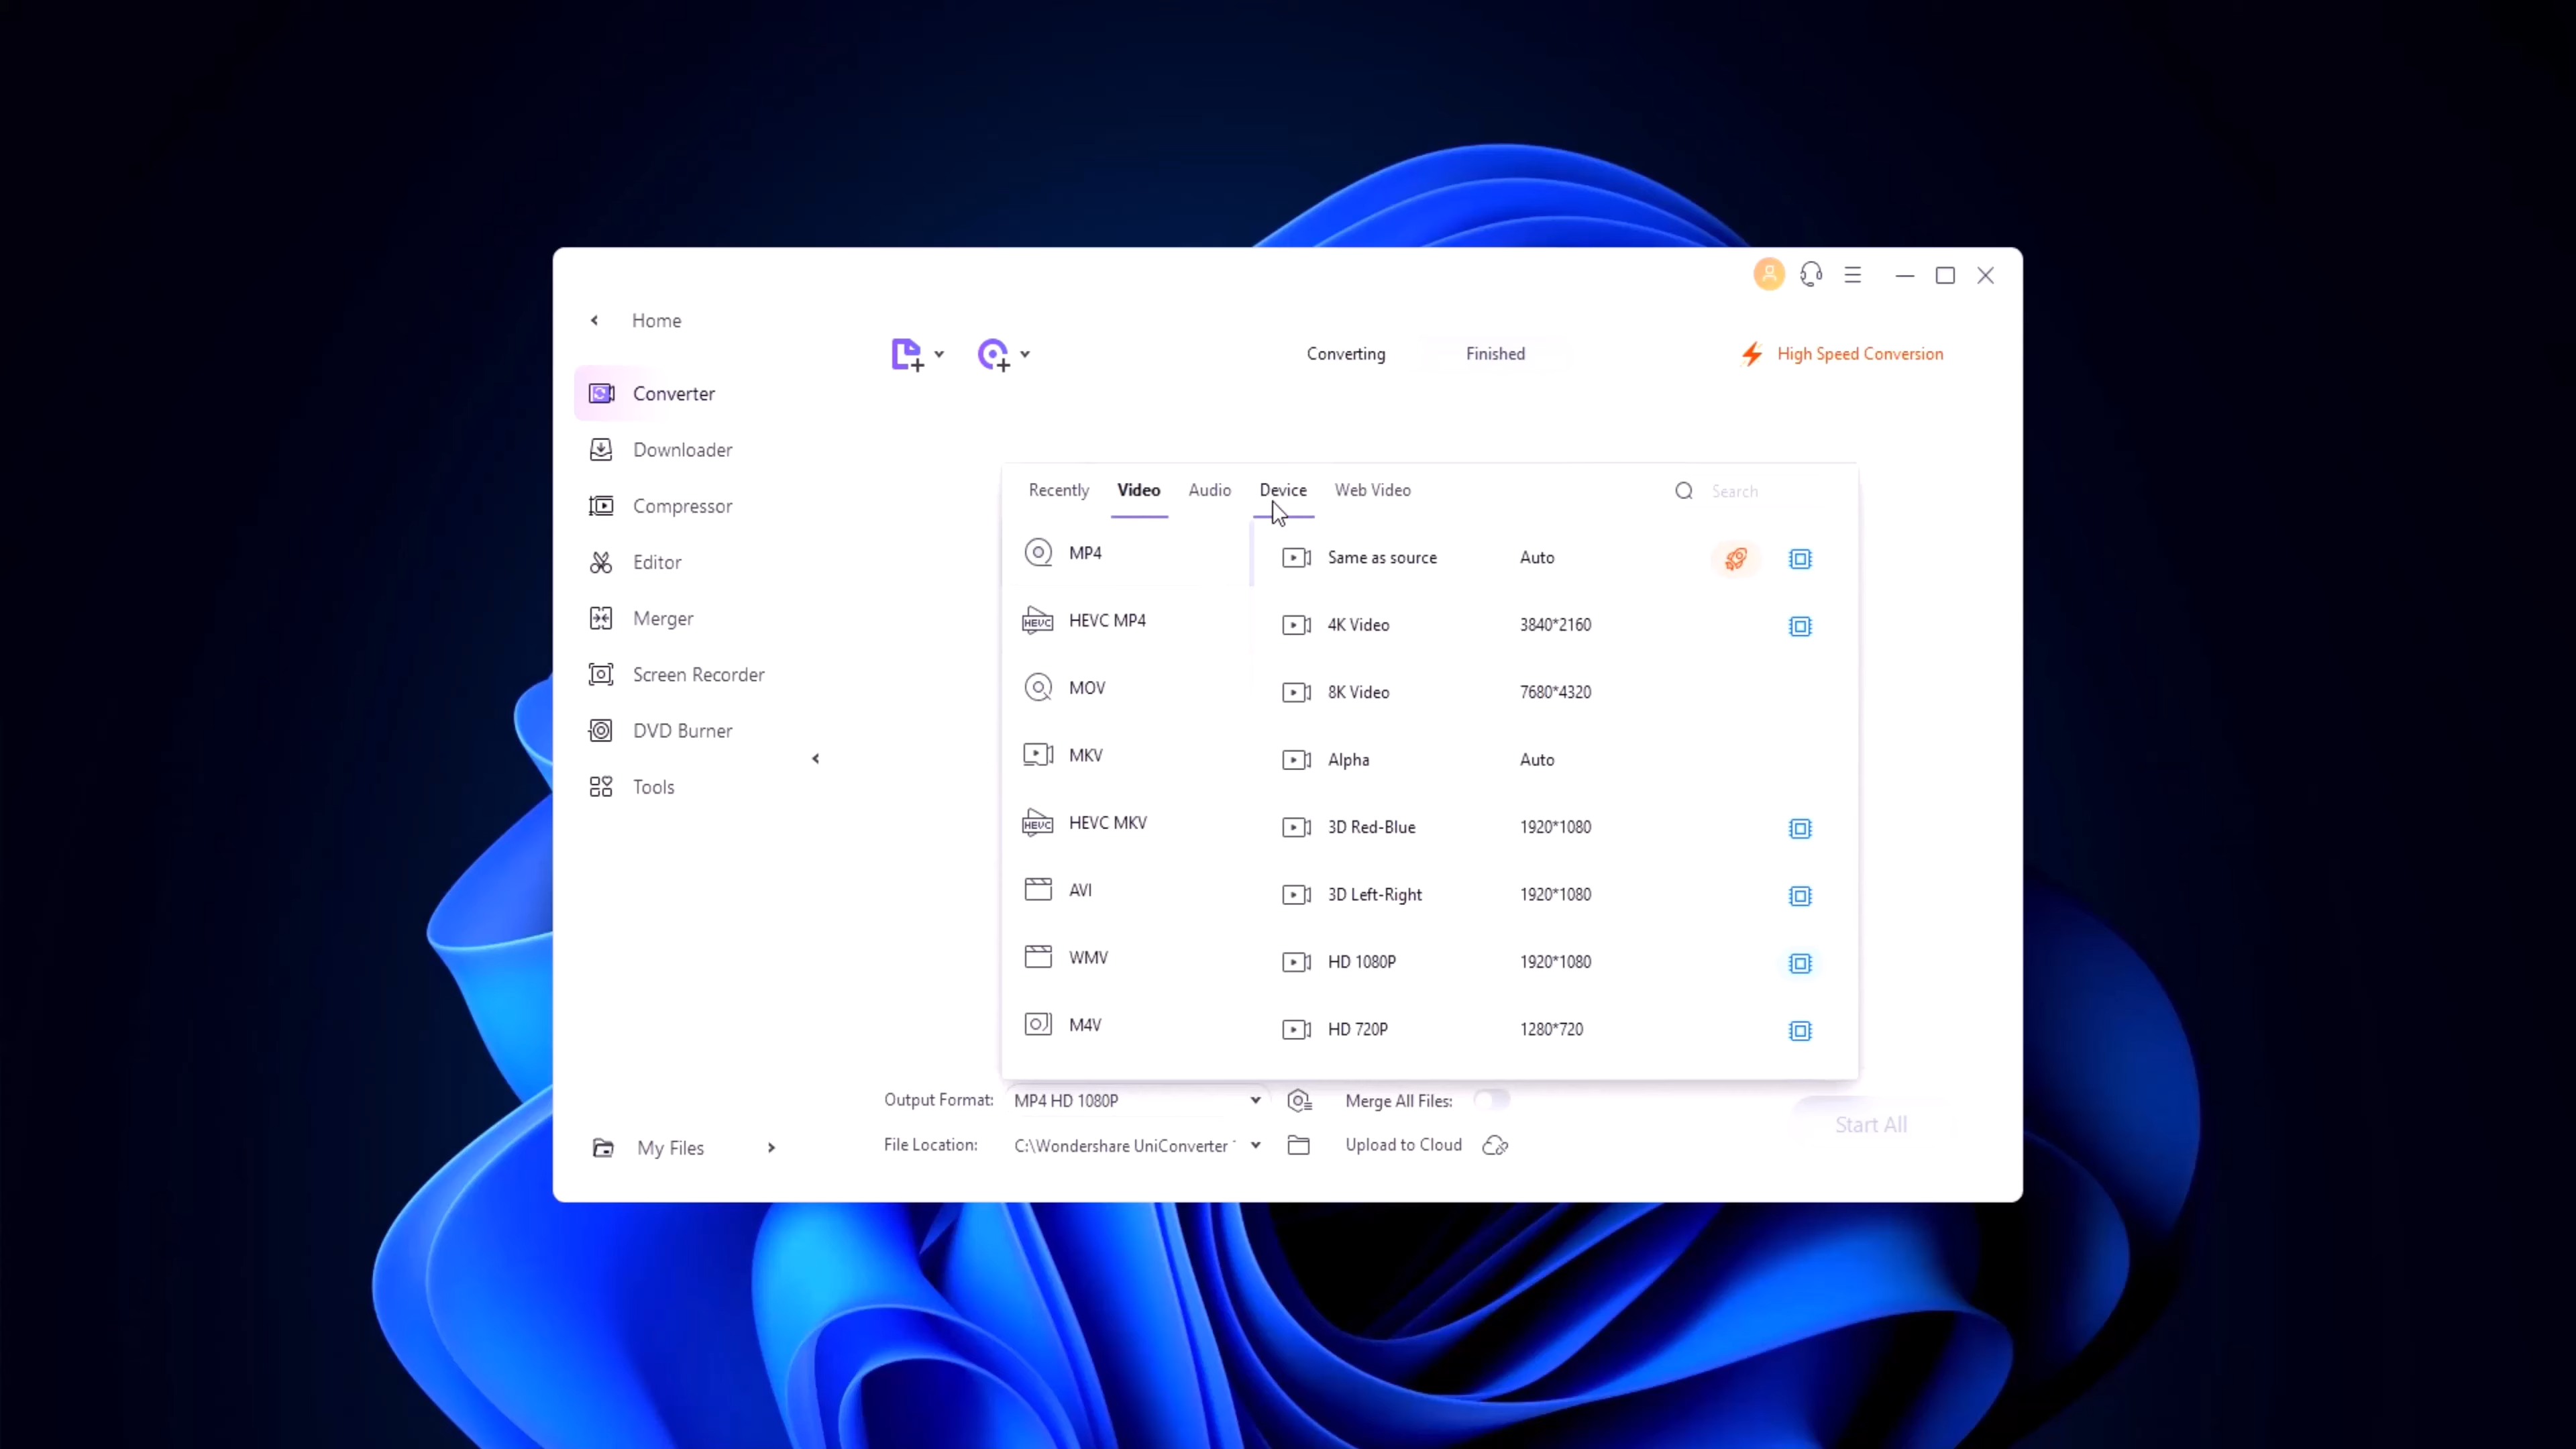 Home
Converting
Finished
High Speed Conversion
Converter
Downloader
Compressor
Editor
Merger
Screen Recorder
DVD Burner
Tools
My Files
Recently
Video
Audio
Device
Web Video
Search
MP4
HEVC MP4
MOV
MKV
HEVC MKV
AVI
WMV
M4V
Same as source Auto
4K Video 3840*2160
8K Video 7680*4320
Alpha Auto
3D Red-Blue 1920*1080
3D Left-Right 1920*1080
HD 1080P 1920*1080
HD 720P 1280*720
Output Format: MP4 HD 1080P
Merge All Files:
File Location: C:\Wondershare UniConverter
Upload to Cloud
Start All